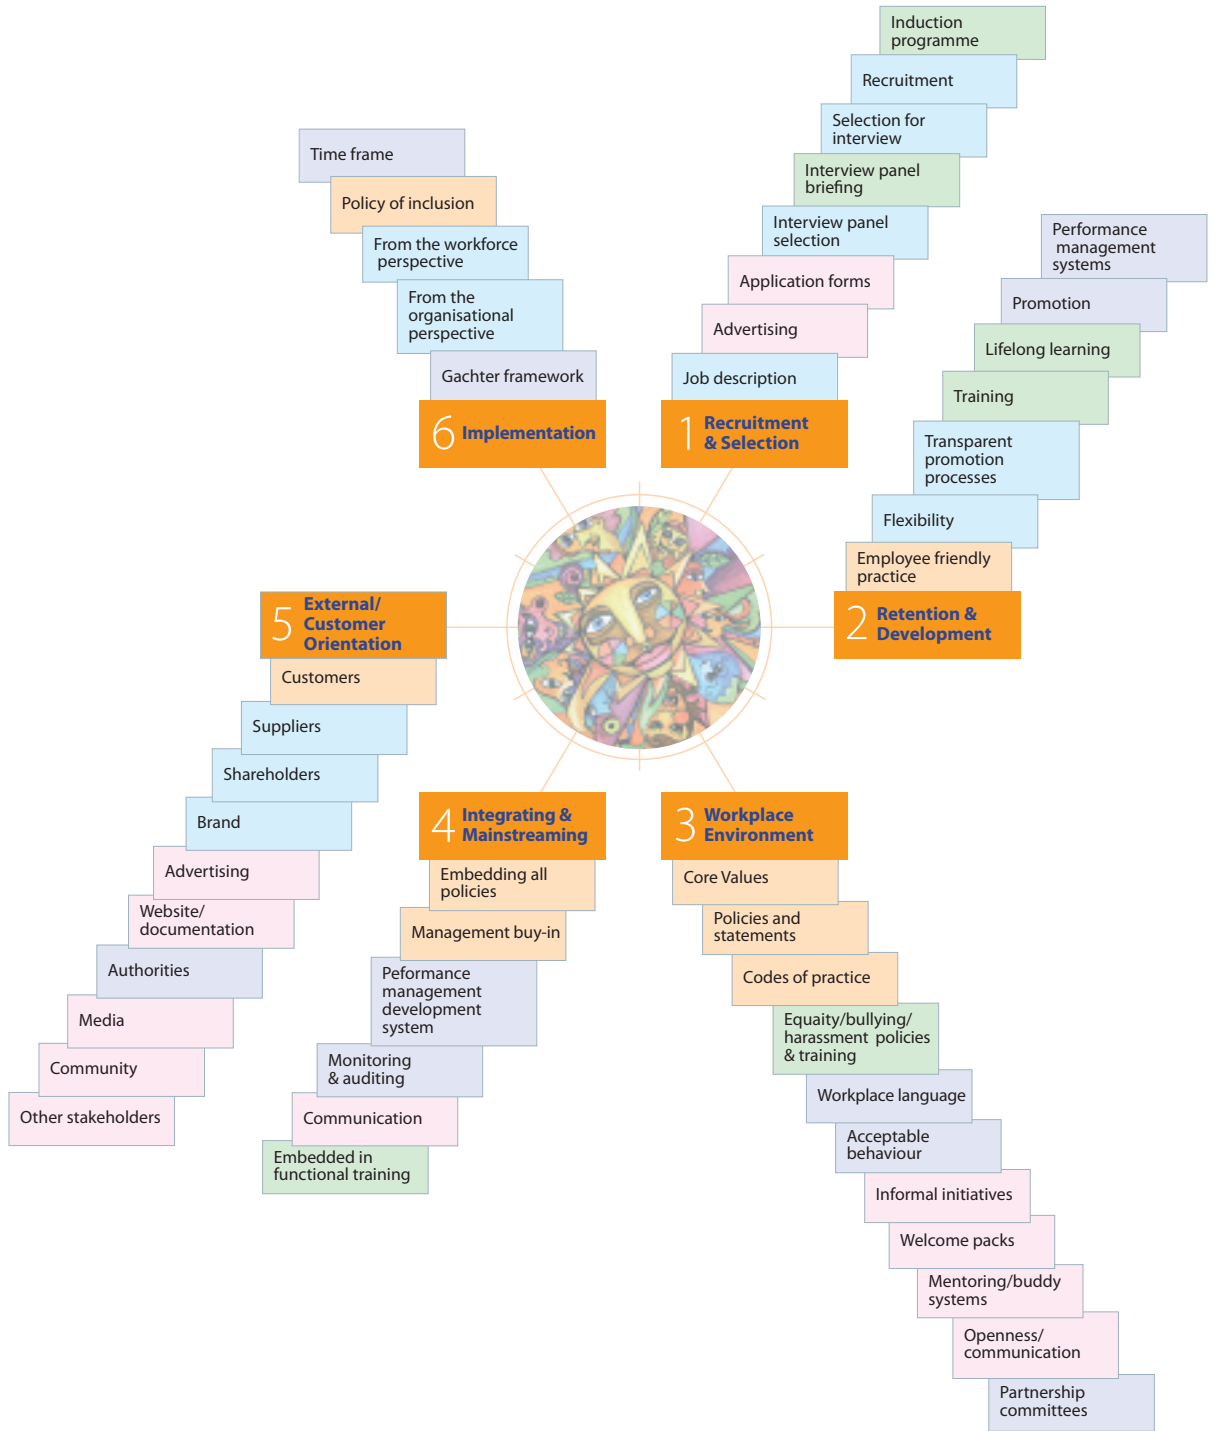 Induction
programme
Recruitment
Selection for
interview
Interview panel
briefing
Interview panel
selection
Application forms
Advertising
Job description
1 Recruitment
& Selection
Performance
management
systems
Promotion
Lifelong learning
Training
Transparent
promotion
processes
Flexibility
Employee friendly
practice
2 Retention &
Development
3 Workplace
Environment
Core Values
Policies and
statements
Codes of practice
Equaity/bullying/
harassment policies
& training
Workplace language
Acceptable
behaviour
Informal initiatives
Welcome packs
Mentoring/buddy
systems
Openness/
communication
Partnership
committees
4 Integrating &
Mainstreaming
Embedding all
policies
Management buy-in
Peformance
management
development
system
Monitoring
& auditing
Communication
Embedded in
functional training
5 External/
Customer
Orientation
Customers
Suppliers
Shareholders
Brand
Advertising
Website/
documentation
Authorities
Media
Community
Other stakeholders
Time frame
Policy of inclusion
From the workforce
perspective
From the
organisational
perspective
Gachter framework
6 Implementation